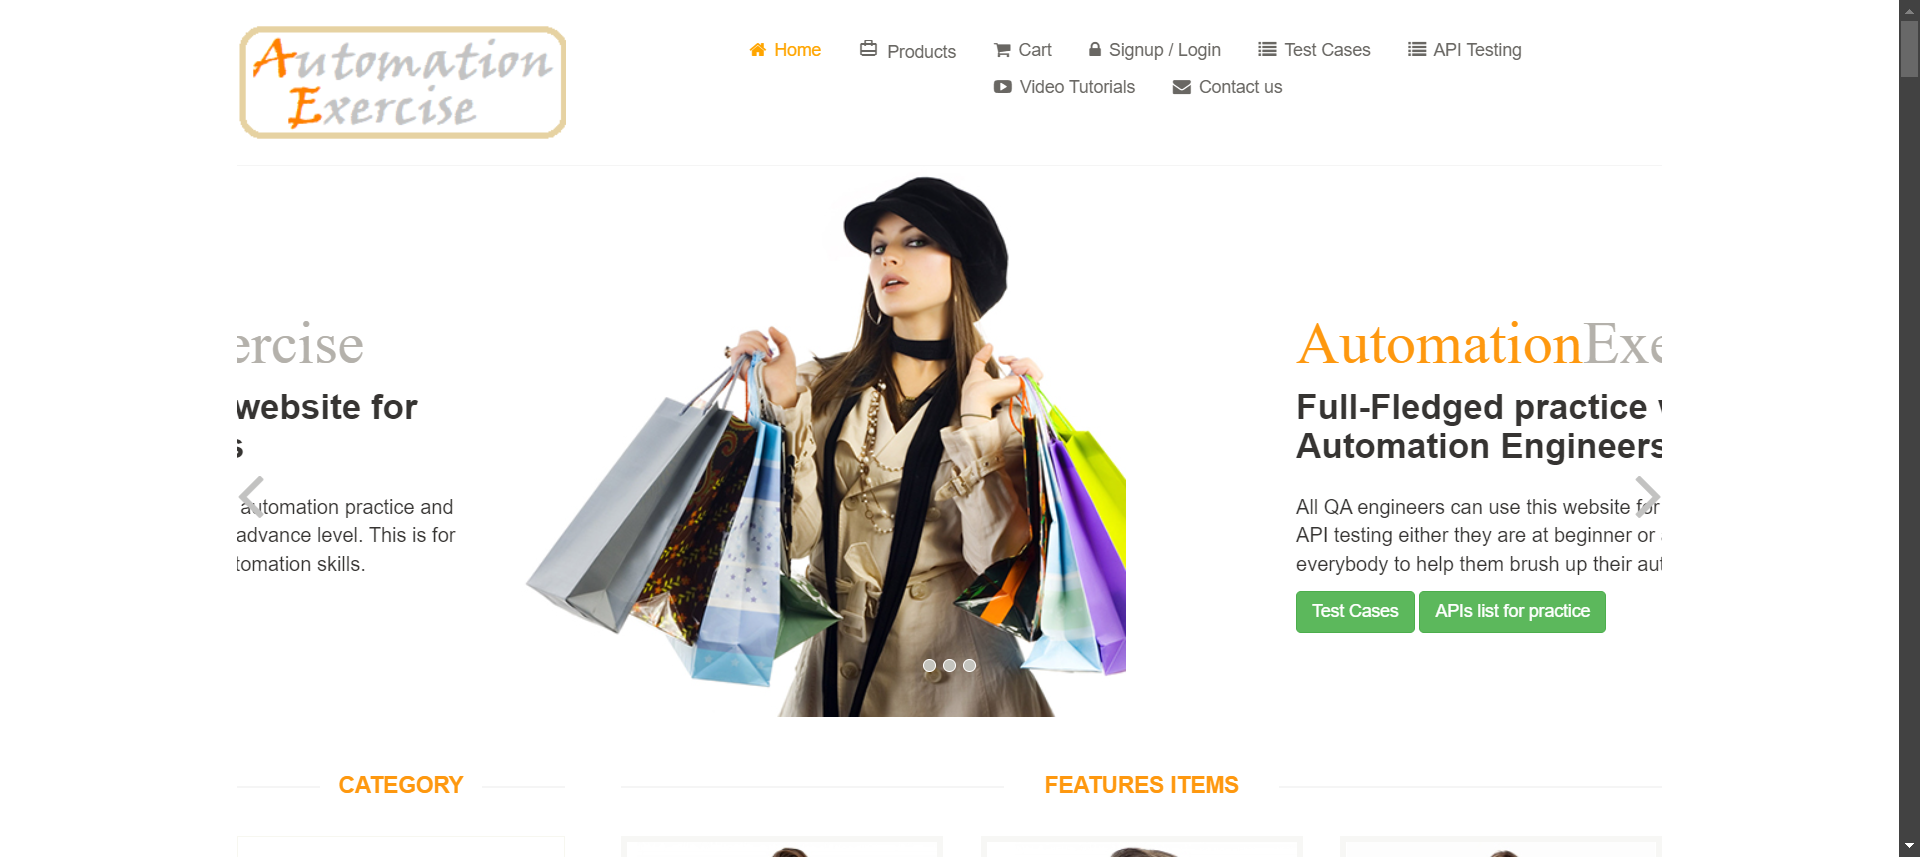 Automation
Exercise
Home
Products
Cart
Signup / Login
Test Cases
API Testing
Video Tutorials
Contact us
ercise
website for
s
automation practice and
advance level. This is for
tomation skills.
AutomationExe
Full-Fledged practice
Automation Engineers
All QA engineers can use this website for
API testing either they are at beginner or
everybody to help them brush up their aut
Test Cases
APIs list for practice
CATEGORY
FEATURES ITEMS